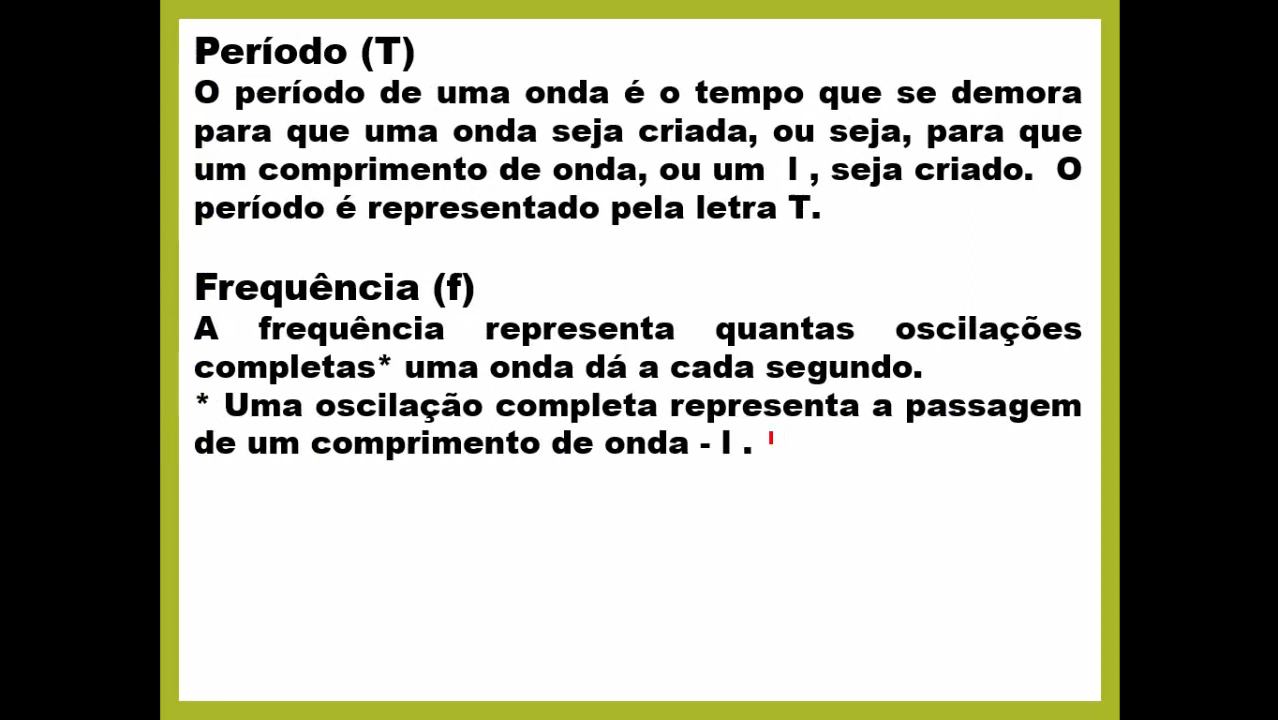 Período (T)
O período de uma onda é o tempo que se demora
para que uma onda seja criada, ou seja, para que
um comprimento de onda, ou um l , seja criado. O
período é representado pela letra T.
Frequência (f)
A frequência representa quantas oscilações
completas* uma onda dá a cada segundo.
* Uma oscilação completa representa a passagem
de um comprimento de onda - l .